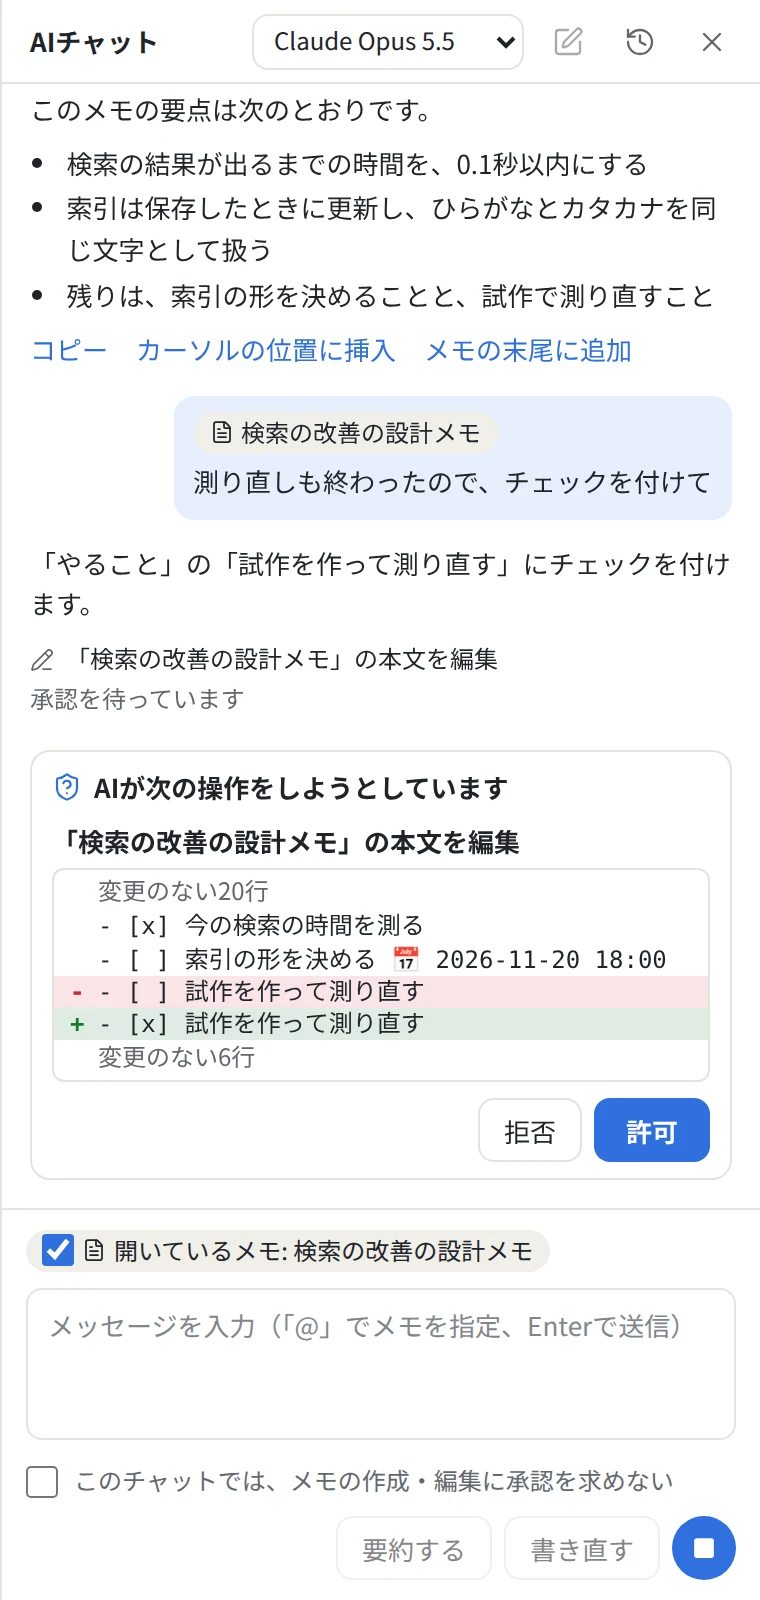 AIチャット
Claude Opus 5.5
このメモの要点は次のとおりです。
• 検索の結果が出るまでの時間を、0.1秒以内にする
• 索引は保存したときに更新し、ひらがなとカタカナを同
じ文字として扱う
• 残りは、索引の形を決めることと、試作で測り直すこと
コピー カーソルの位置に挿入 メモの末尾に追加
検索の改善の設計メモ
測り直しも終わったので、チェックを付けて
「やること」の「試作を作って測り直す」にチェックを付け
ます。
「検索の改善の設計メモ」の本文を編集
承認を待っています
AIが次の操作をしようとしています
「検索の改善の設計メモ」の本文を編集
変更のない20行
- [x] 今の検索の時間を測る
- [ ] 索引の形を決める 📅 2026-11-20 18:00
- - [ ] 試作を作って測り直す
+ - [x] 試作を作って測り直す
変更のない6行
拒否 許可
開いているメモ: 検索の改善の設計メモ
メッセージを入力（「@」でメモを指定、Enterで送信）
このチャットでは、メモの作成・編集に承認を求めない
要約する 書き直す